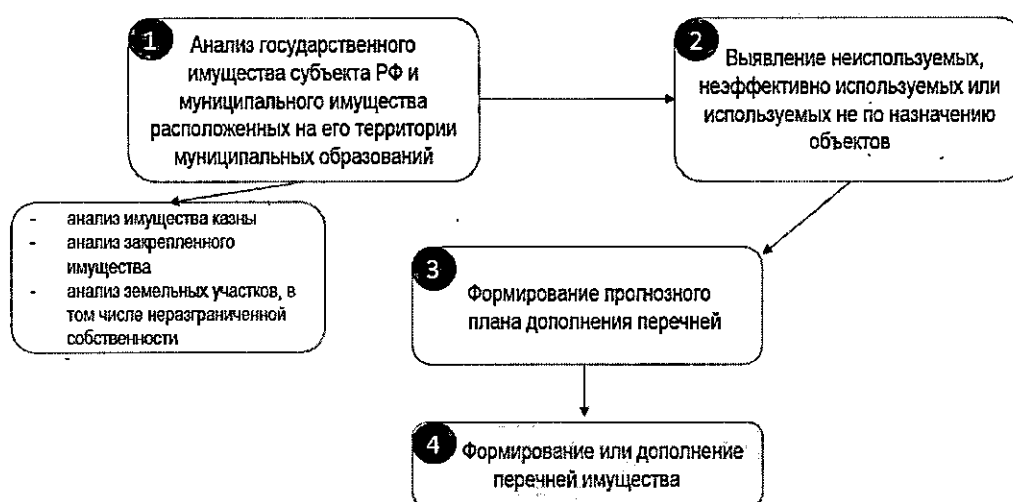 1
Анализ государственного
имущества субъекта РФ и
муниципального имущества
расположенных на его территории
муниципальных образований
2
Выявление неиспользуемых,
неэффективно используемых или
используемых не по назначению
объектов
- анализ имущества казны
- анализ закрепленного
имущества
- анализ земельных участков, в
том числе неразграниченной
собственности
3
Формирование прогнозного
плана дополнения перечней
4
Формирование или дополнение
перечней имущества